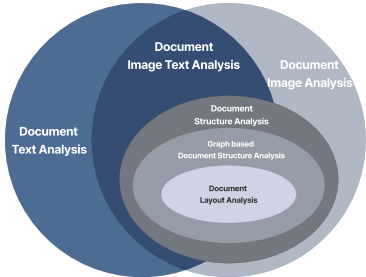 Document
Image Text Analysis
Document
Image Analysis
Document
Text Analysis
Document
Structure Analysis
Graph based
Document Structure Analysis
Document
Layout Analysis